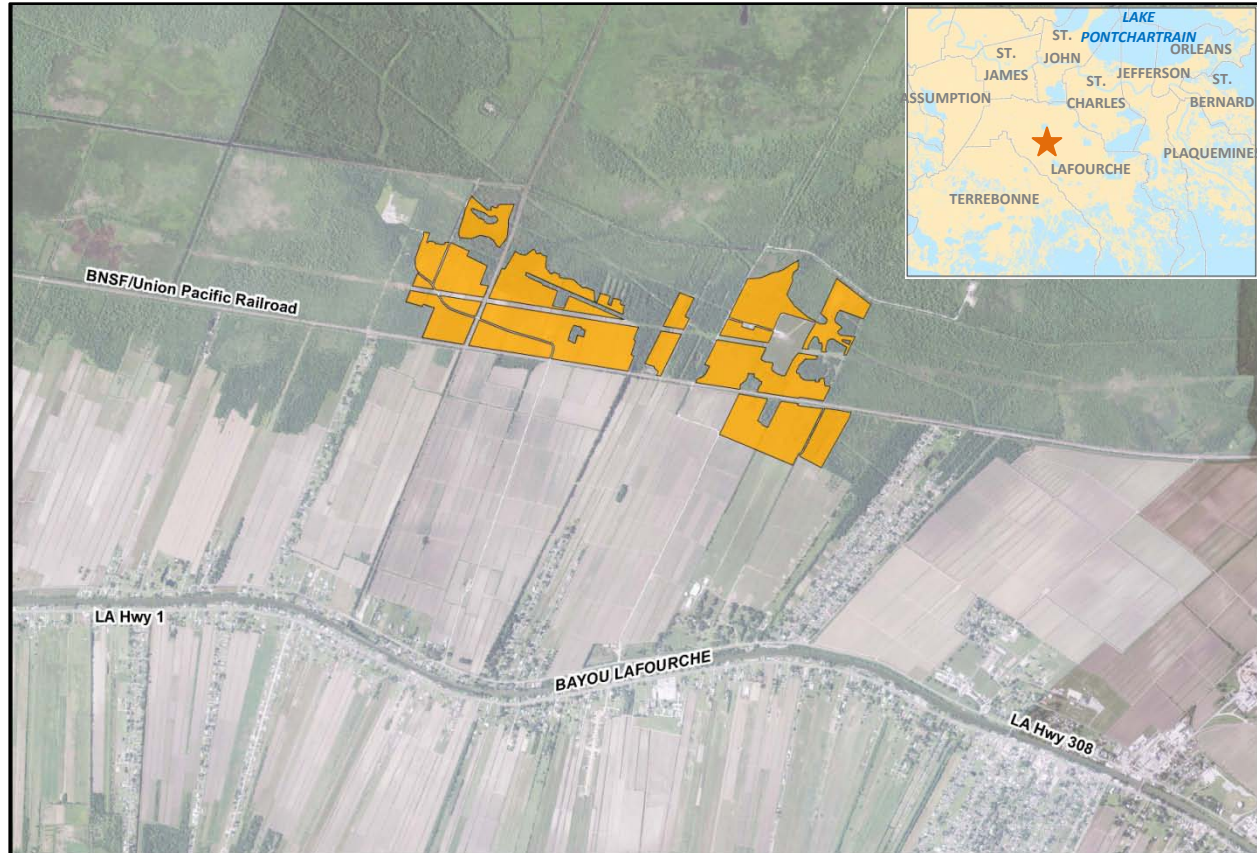 LAKE
PONTCHARTRAIN
ST.
JOHN
ORLEANS
ST.
JAMES
JEFFERSON
ST.
CHARLES
ST.
BERNARD
ASSUMPTION
PLAQUEMINE
LAFOURCHE
TERREBONNE
BNSF/Union Pacific Railroad
LA Hwy 1
BAYOU LAFOURCHE
LA Hwy 308